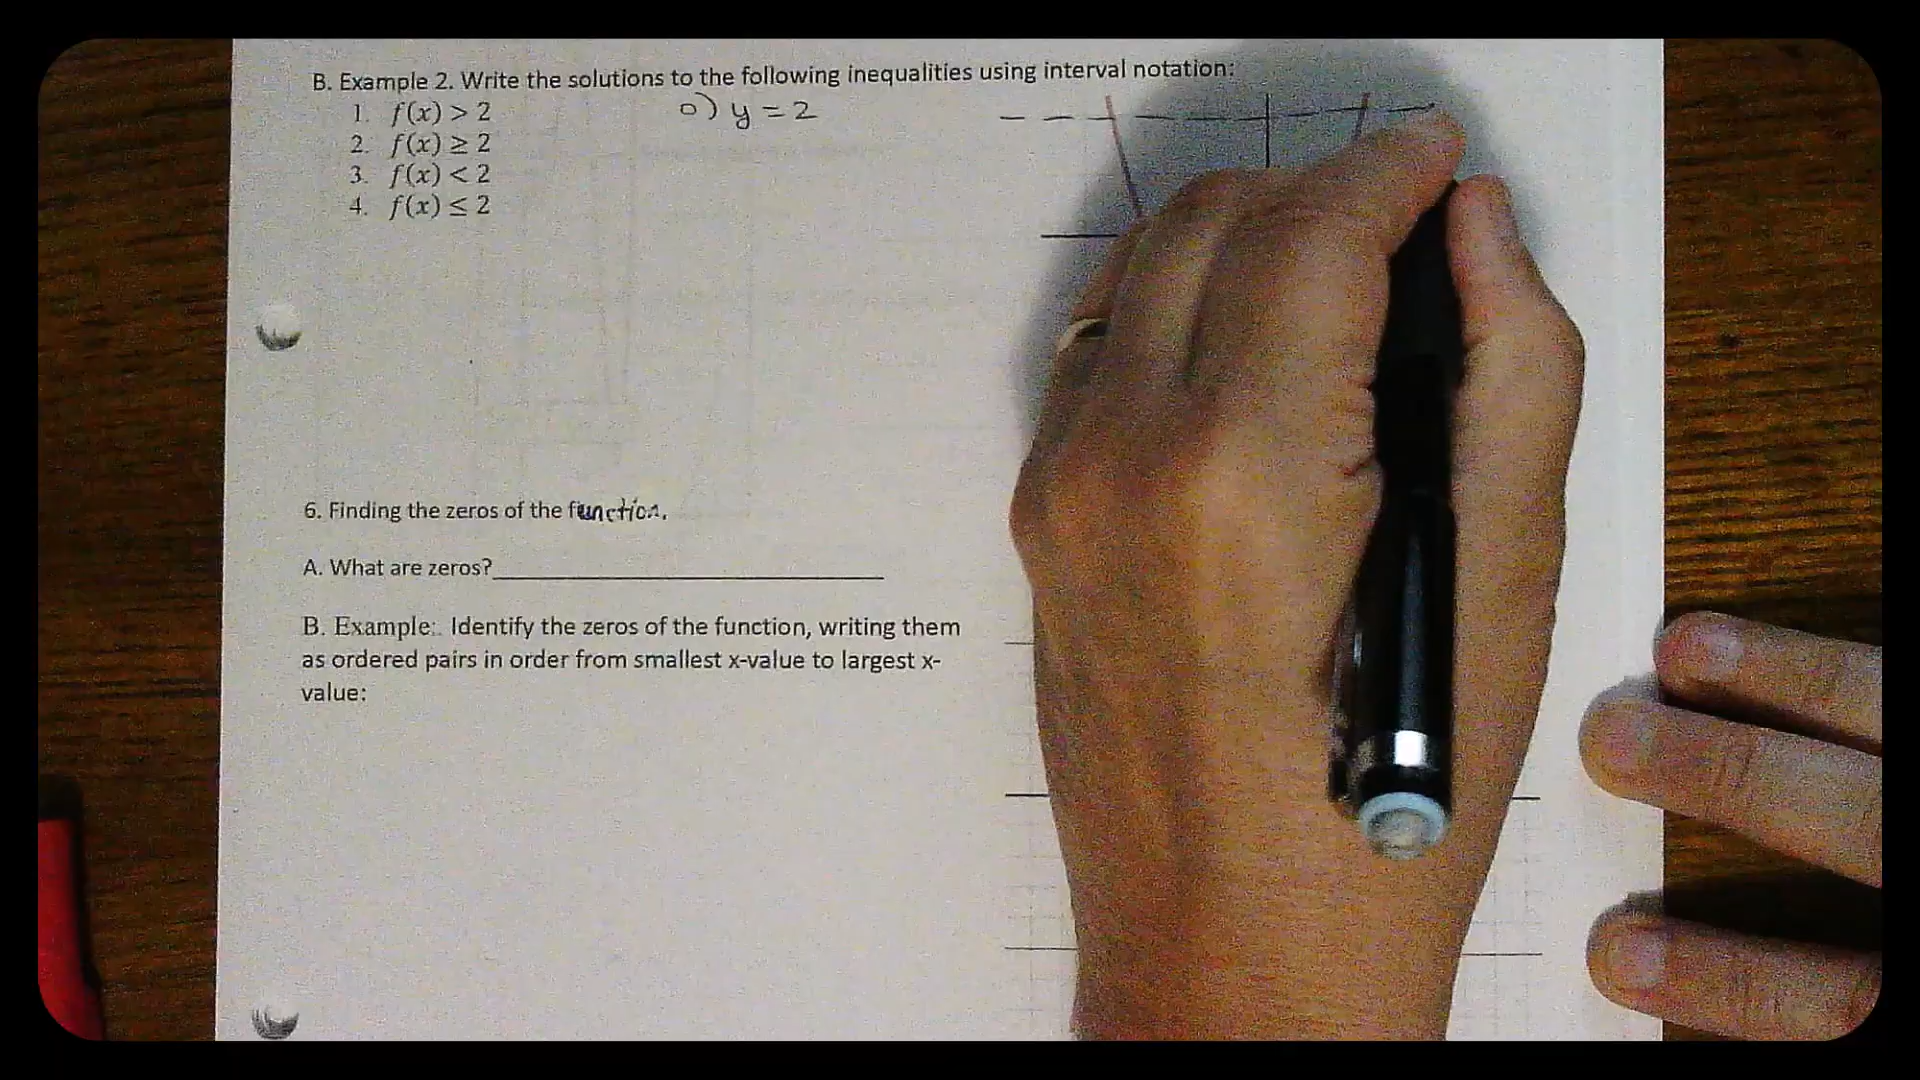 B. Example 2. Write the solutions to the following inequalities using interval notation:
1. f(x) > 2
o) y = 2
2. f(x) ≥ 2
3. f(x) < 2
4. f(x) ≤ 2
6. Finding the zeros of the function.
A. What are zeros?
B. Example:. Identify the zeros of the function, writing them
as ordered pairs in order from smallest x-value to largest x-
value: